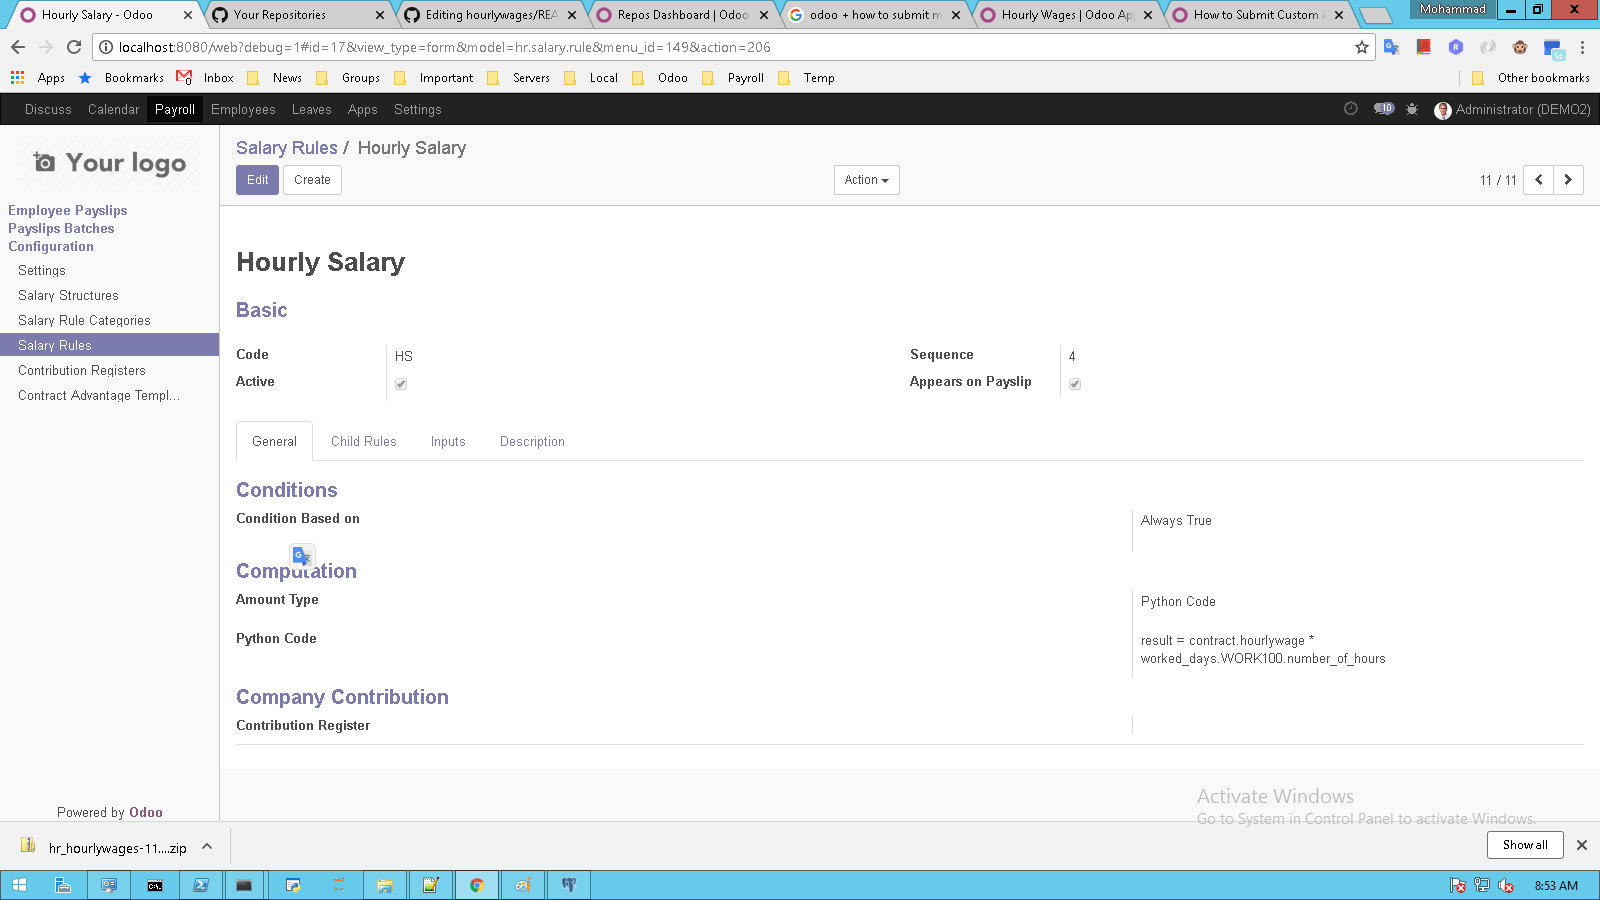 Hourly Salary - Odoo
Your Repositories
Editing hourlywages/REA
Repos Dashboard | Odoo
odoo + how to submit m
Hourly Wages | Odoo Ap
How to Submit Custom A
Mohammad
localhost:8080/web?debug=1#id=17&view_type=form&model=hr.salary.rule&menu_id=149&action=206
Apps Bookmarks Inbox News Groups Important Servers Local Odoo Payroll Temp Other bookmarks
Discuss Calendar Payroll Employees Leaves Apps Settings 10 Administrator (DEMO2)
Your logo
Salary Rules / Hourly Salary
Edit Create Action 11 / 11
Employee Payslips
Payslips Batches
Configuration
Settings
Salary Structures
Salary Rule Categories
Salary Rules
Contribution Registers
Contract Advantage Templ...
Hourly Salary
Basic
Code HS Sequence 4
Active Appears on Payslip
General Child Rules Inputs Description
Conditions
Condition Based on Always True
Computation
Amount Type Python Code
Python Code result = contract.hourlywage *
worked_days.WORK100.number_of_hours
Company Contribution
Contribution Register
Powered by Odoo
Activate Windows
Go to System in Control Panel to activate Windows.
hr_hourlywages-11....zip Show all
8:53 AM